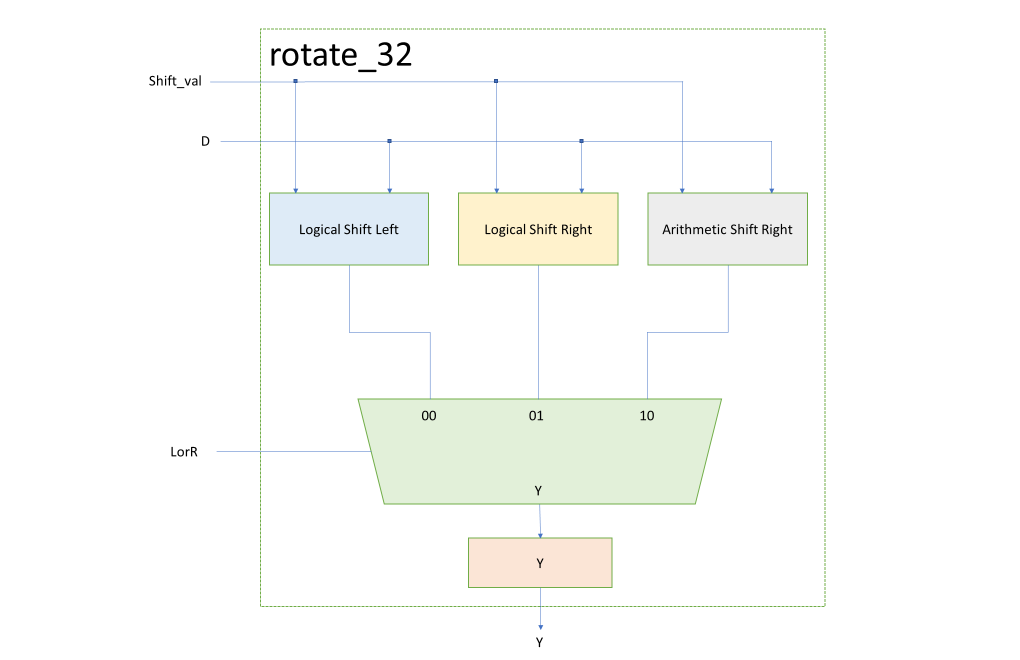 rotate_32
Shift_val
D
Logical Shift Left
Logical Shift Right
Arithmetic Shift Right
00
01
10
LorR
Y
Y
Y